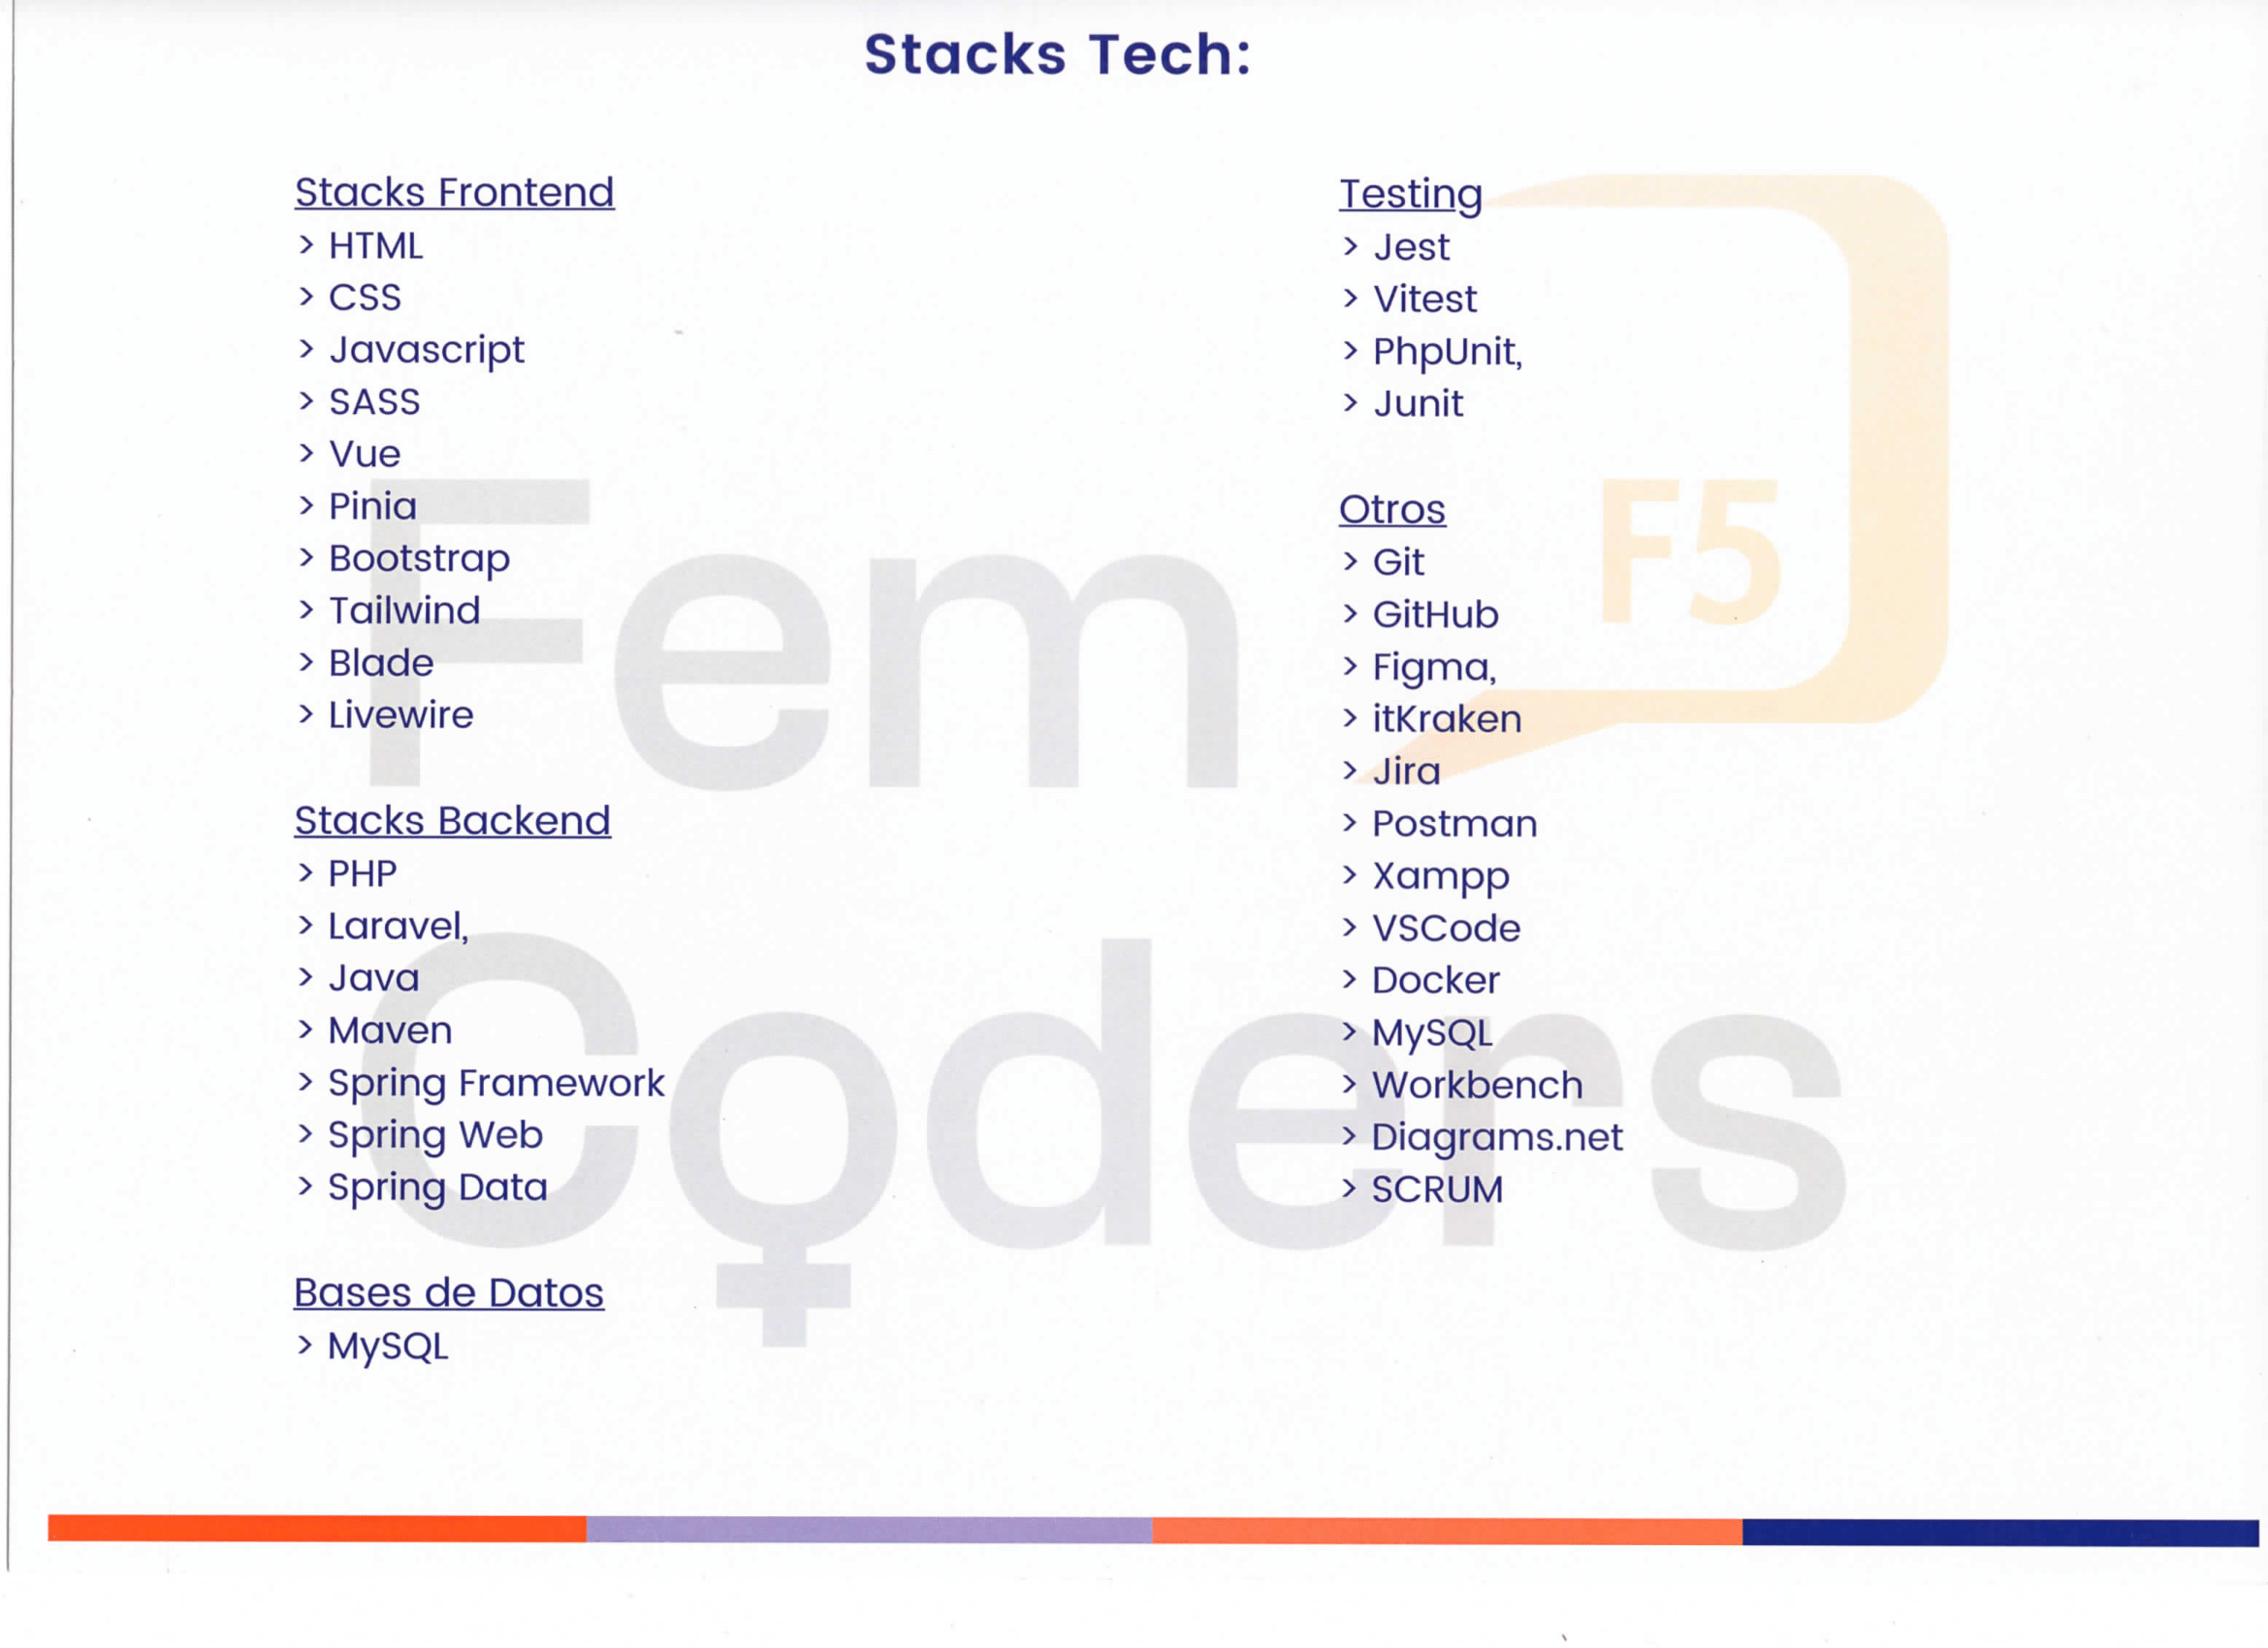 Stacks Tech:
Stacks Frontend
> HTML
> CSS
> Javascript
> SASS
> Vue
> Pinia
> Bootstrap
> Tailwind
> Blade
> Livewire
Stacks Backend
> PHP
> Laravel,
> Java
> Maven
> Spring Framework
> Spring Web
> Spring Data
Bases de Datos
> MySQL
Testing
> Jest
> Vitest
> PhpUnit,
> Junit
Otros
> Git
> GitHub
> Figma,
> itKraken
> Jira
> Postman
> Xampp
> VSCode
> Docker
> MySQL
> Workbench
> Diagrams.net
> SCRUM
F5
Fem
Coders